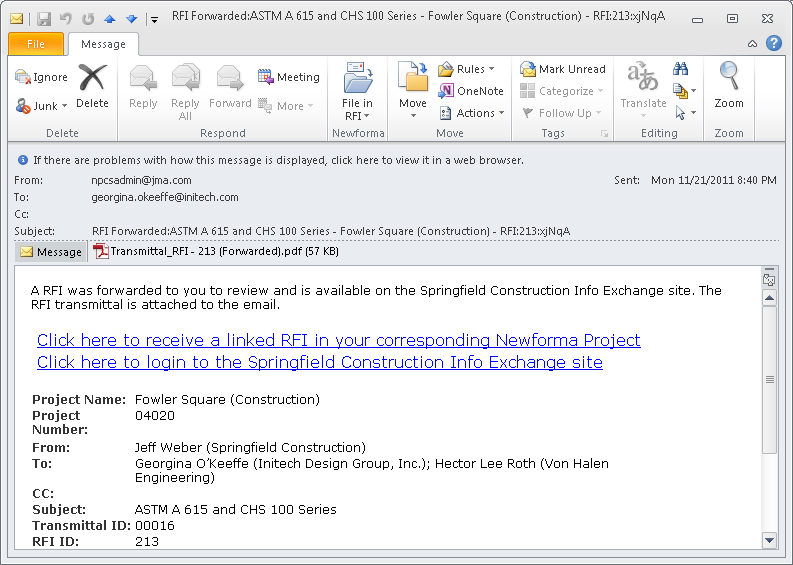 RFI Forwarded:ASTM A 615 and CHS 100 Series - Fowler Square (Construction) - RFI:213:xjNqA
File Message
Ignore
Junk
Delete
Reply
Reply All
Forward
Meeting
More
File in RFI
Move
Rules
OneNote
Actions
Mark Unread
Categorize
Follow Up
Translate
Zoom
Delete Respond Newforma Move Tags Editing Zoom
If there are problems with how this message is displayed, click here to view it in a web browser.
From: npcsadmin@jma.com Sent: Mon 11/21/2011 8:40 PM
To: georgina.okeeffe@initech.com
Cc:
Subject: RFI Forwarded:ASTM A 615 and CHS 100 Series - Fowler Square (Construction) - RFI:213:xjNqA
Message Transmittal_RFI - 213 (Forwarded).pdf (57 KB)
A RFI was forwarded to you to review and is available on the Springfield Construction Info Exchange site. The
RFI transmittal is attached to the email.
Click here to receive a linked RFI in your corresponding Newforma Project
Click here to login to the Springfield Construction Info Exchange site
Project Name: Fowler Square (Construction)
Project Number: 04020
From: Jeff Weber (Springfield Construction)
To: Georgina O'Keeffe (Initech Design Group, Inc.); Hector Lee Roth (Von Halen
Engineering)
CC:
Subject: ASTM A 615 and CHS 100 Series
Transmittal ID: 00016
RFI ID: 213